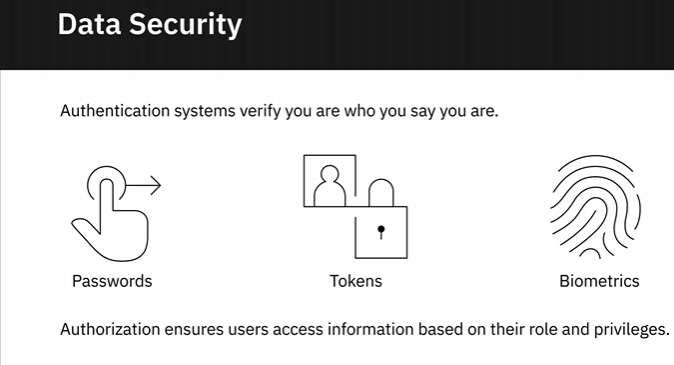 Data Security
Authentication systems verify you are who you say you are.
Passwords
Tokens
Biometrics
Authorization ensures users access information based on their role and privileges.